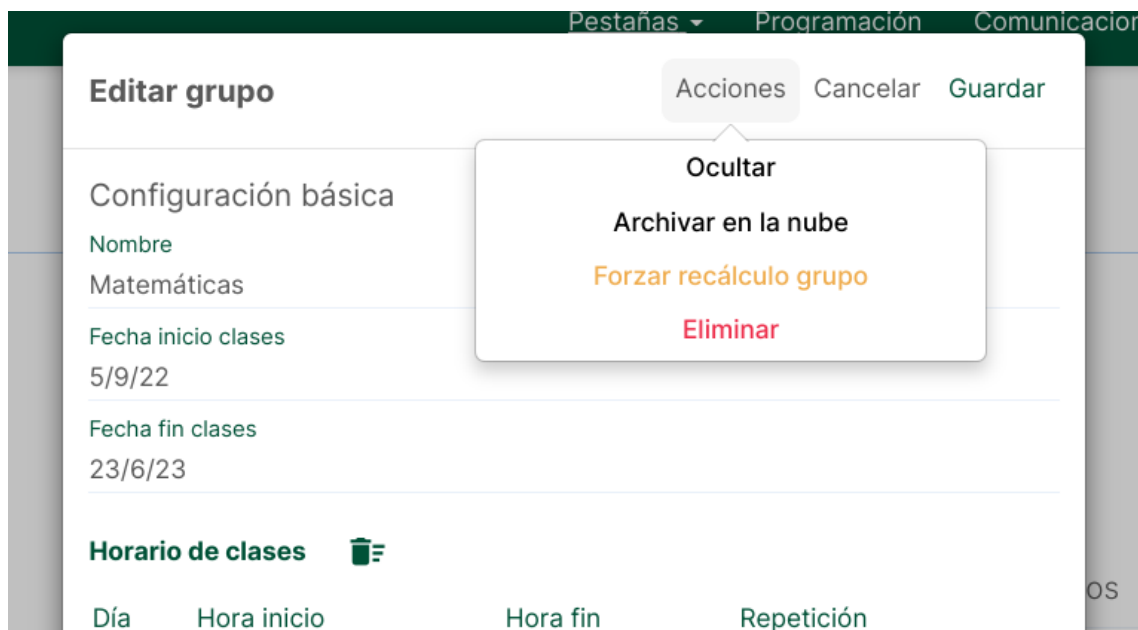 Pestañas Programación
Editar grupo
Acciones Cancelar Guardar
Ocultar
Archivar en la nube
Forzar recálculo grupo
Eliminar
Configuración básica
Nombre
Matemáticas
Fecha inicio clases
5/9/22
Fecha fin clases
23/6/23
Horario de clases
Día Hora inicio Hora fin Repetición